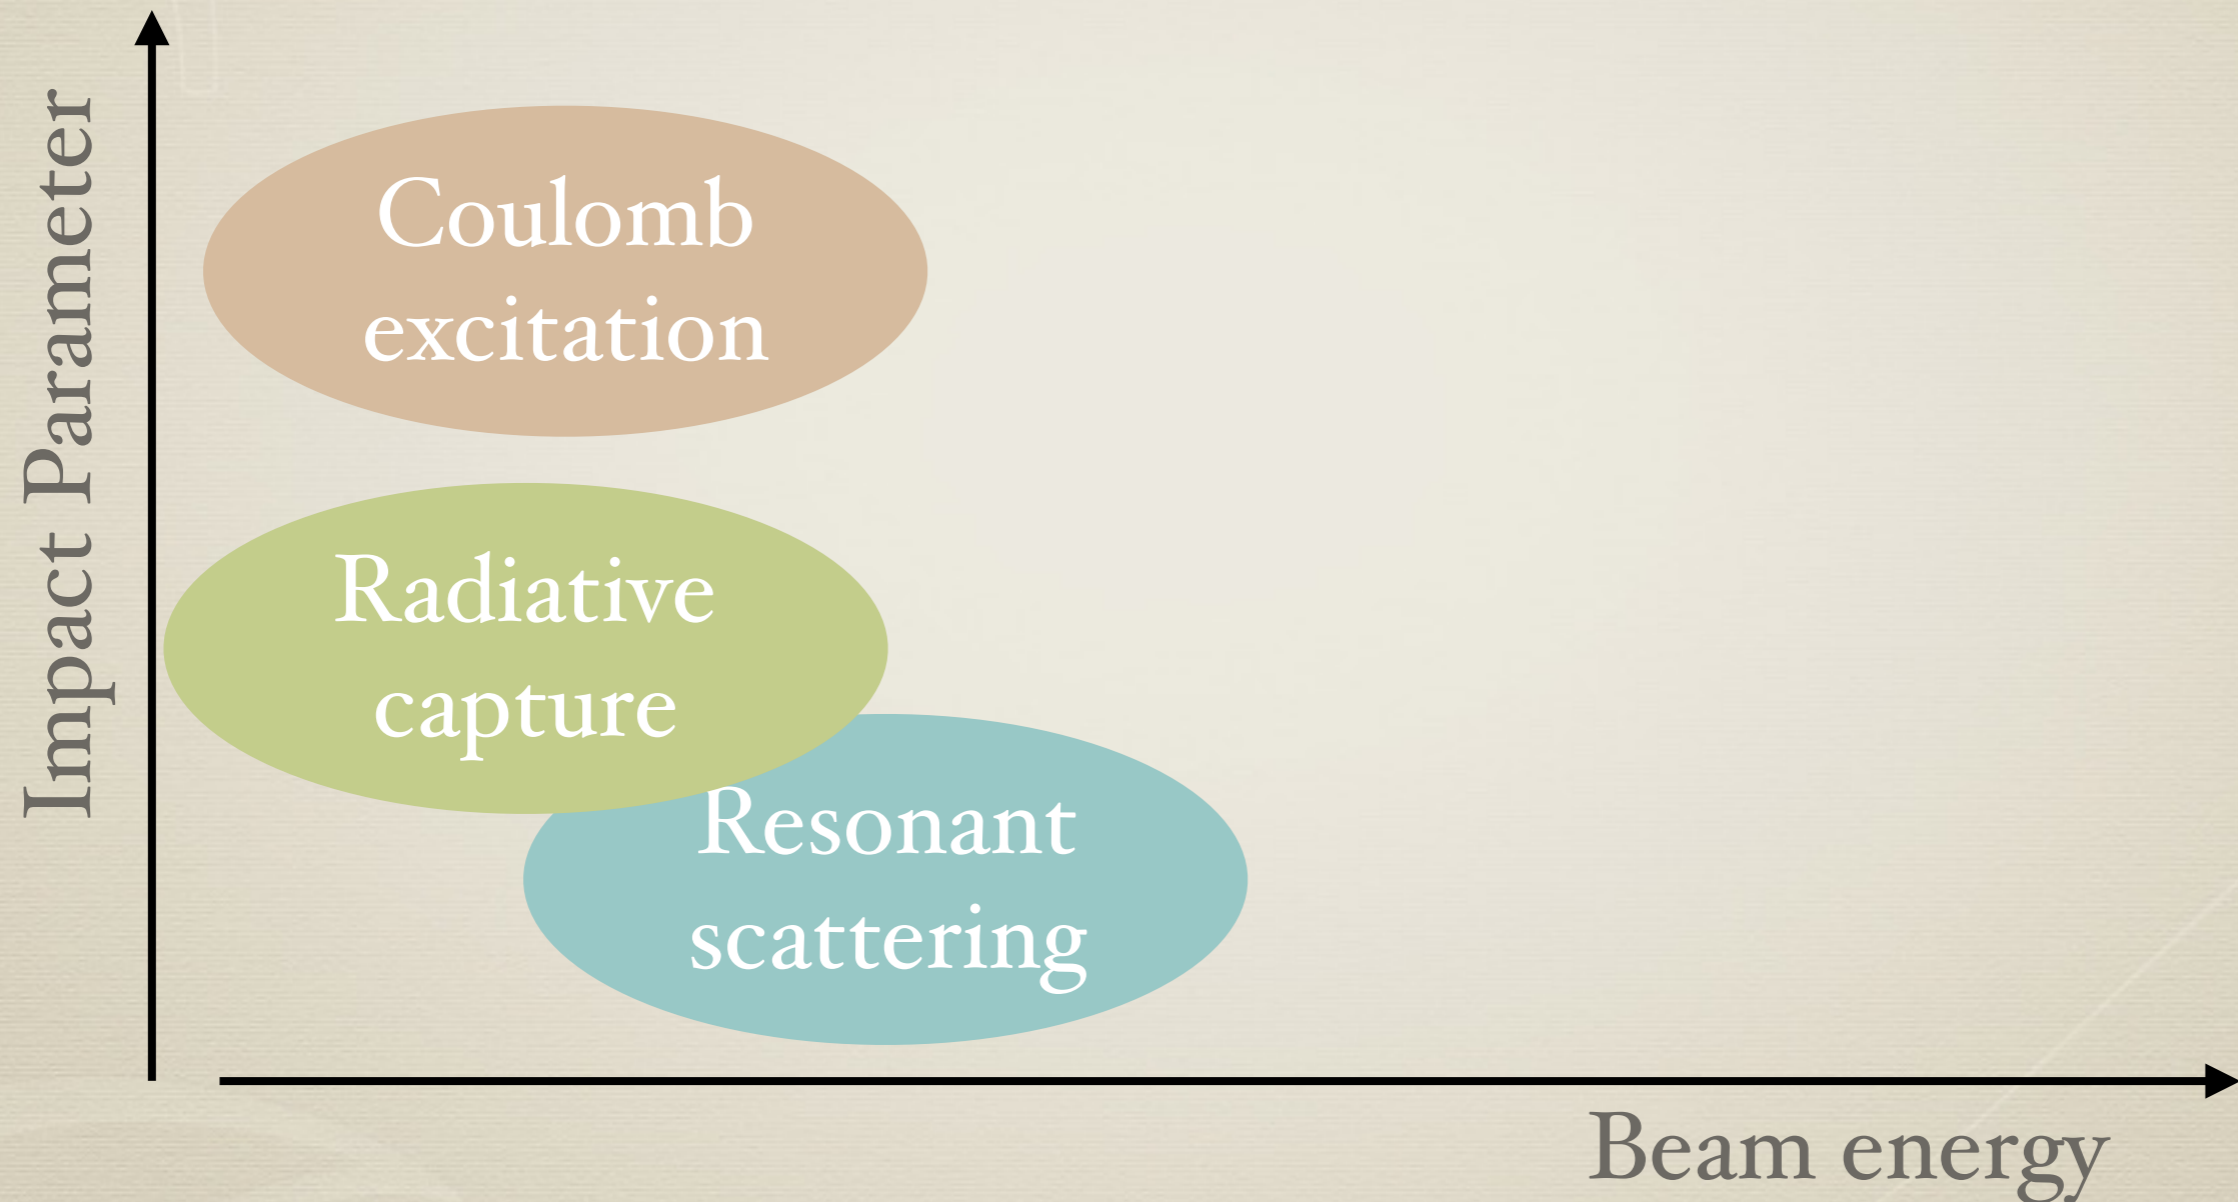 Impact Parameter
Coulomb
excitation
Radiative
capture
Resonant
scattering
Beam energy